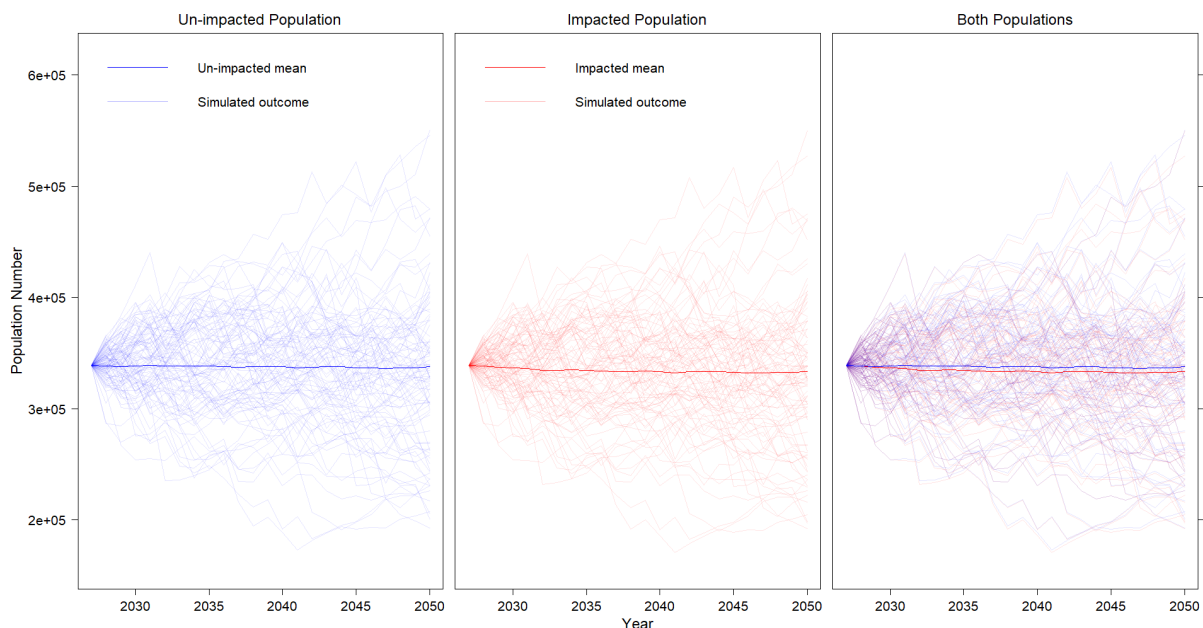 Un-impacted Population
Impacted Population
Both Populations
Un-impacted mean
Simulated outcome
Impacted mean
Simulated outcome
Population Number
6e+05
5e+05
4e+05
3e+05
2e+05
2030 2035 2040 2045 2050
2030 2035 2040 2045 2050
2030 2035 2040 2045 2050
Year